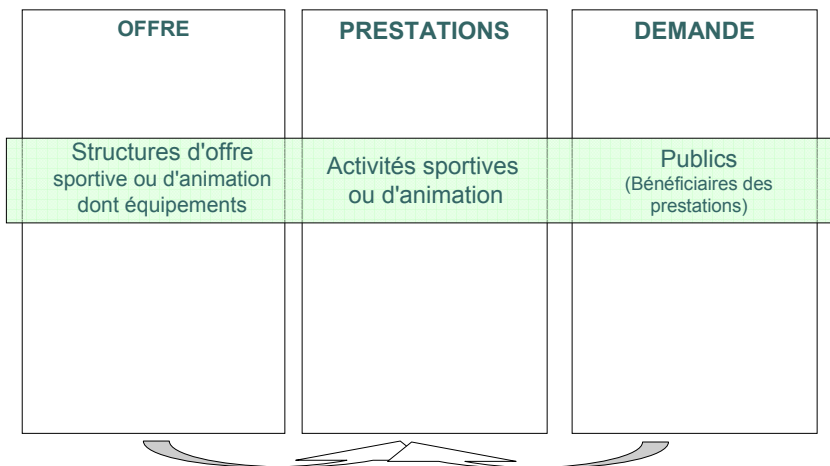 OFFRE
PRESTATIONS
DEMANDE
Structures d'offre
sportive ou d'animation
dont équipements
Activités sportives
ou d'animation
Publics
(Bénéficiaires des
prestations)